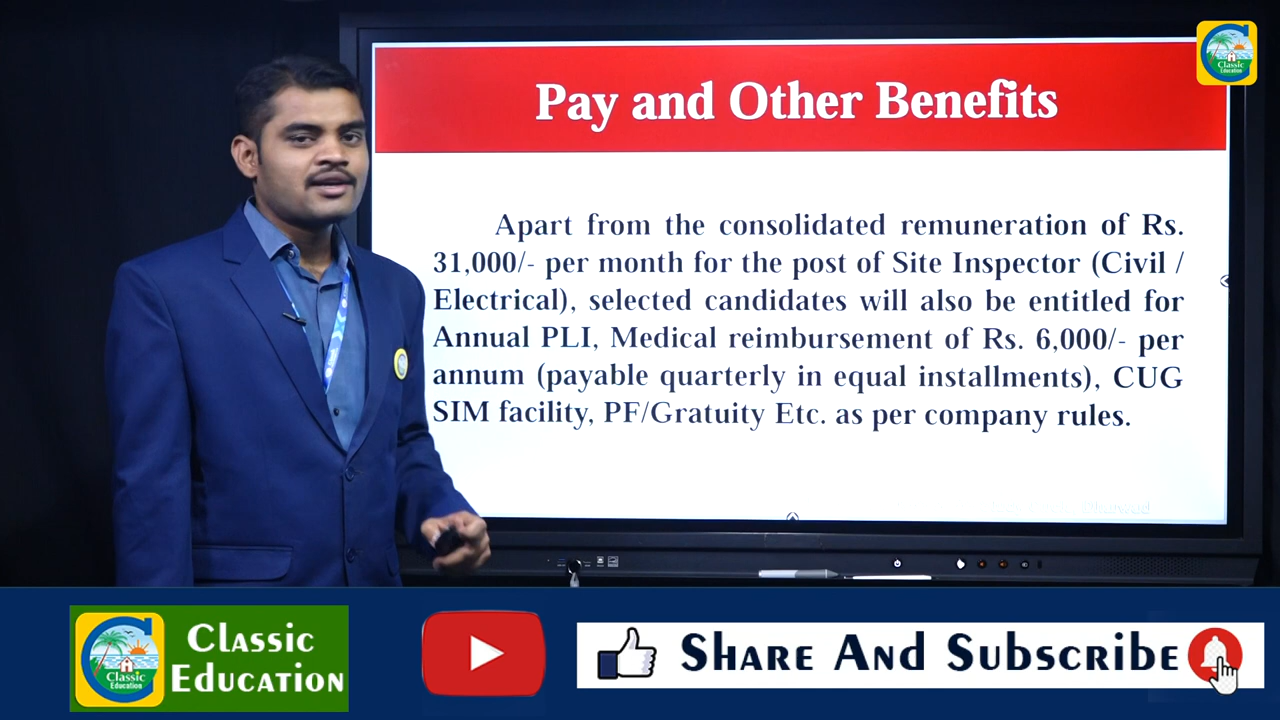 Classic
Education
Pay and Other Benefits
Apart from the consolidated remuneration of Rs.
31,000/- per month for the post of Site Inspector (Civil /
Electrical), selected candidates will also be entitled for
Annual PLI, Medical reimbursement of Rs. 6,000/- per
annum (payable quarterly in equal installments), CUG
SIM facility, PF/Gratuity Etc. as per company rules.
Classic
Education
Classic
Education
Share And Subscribe